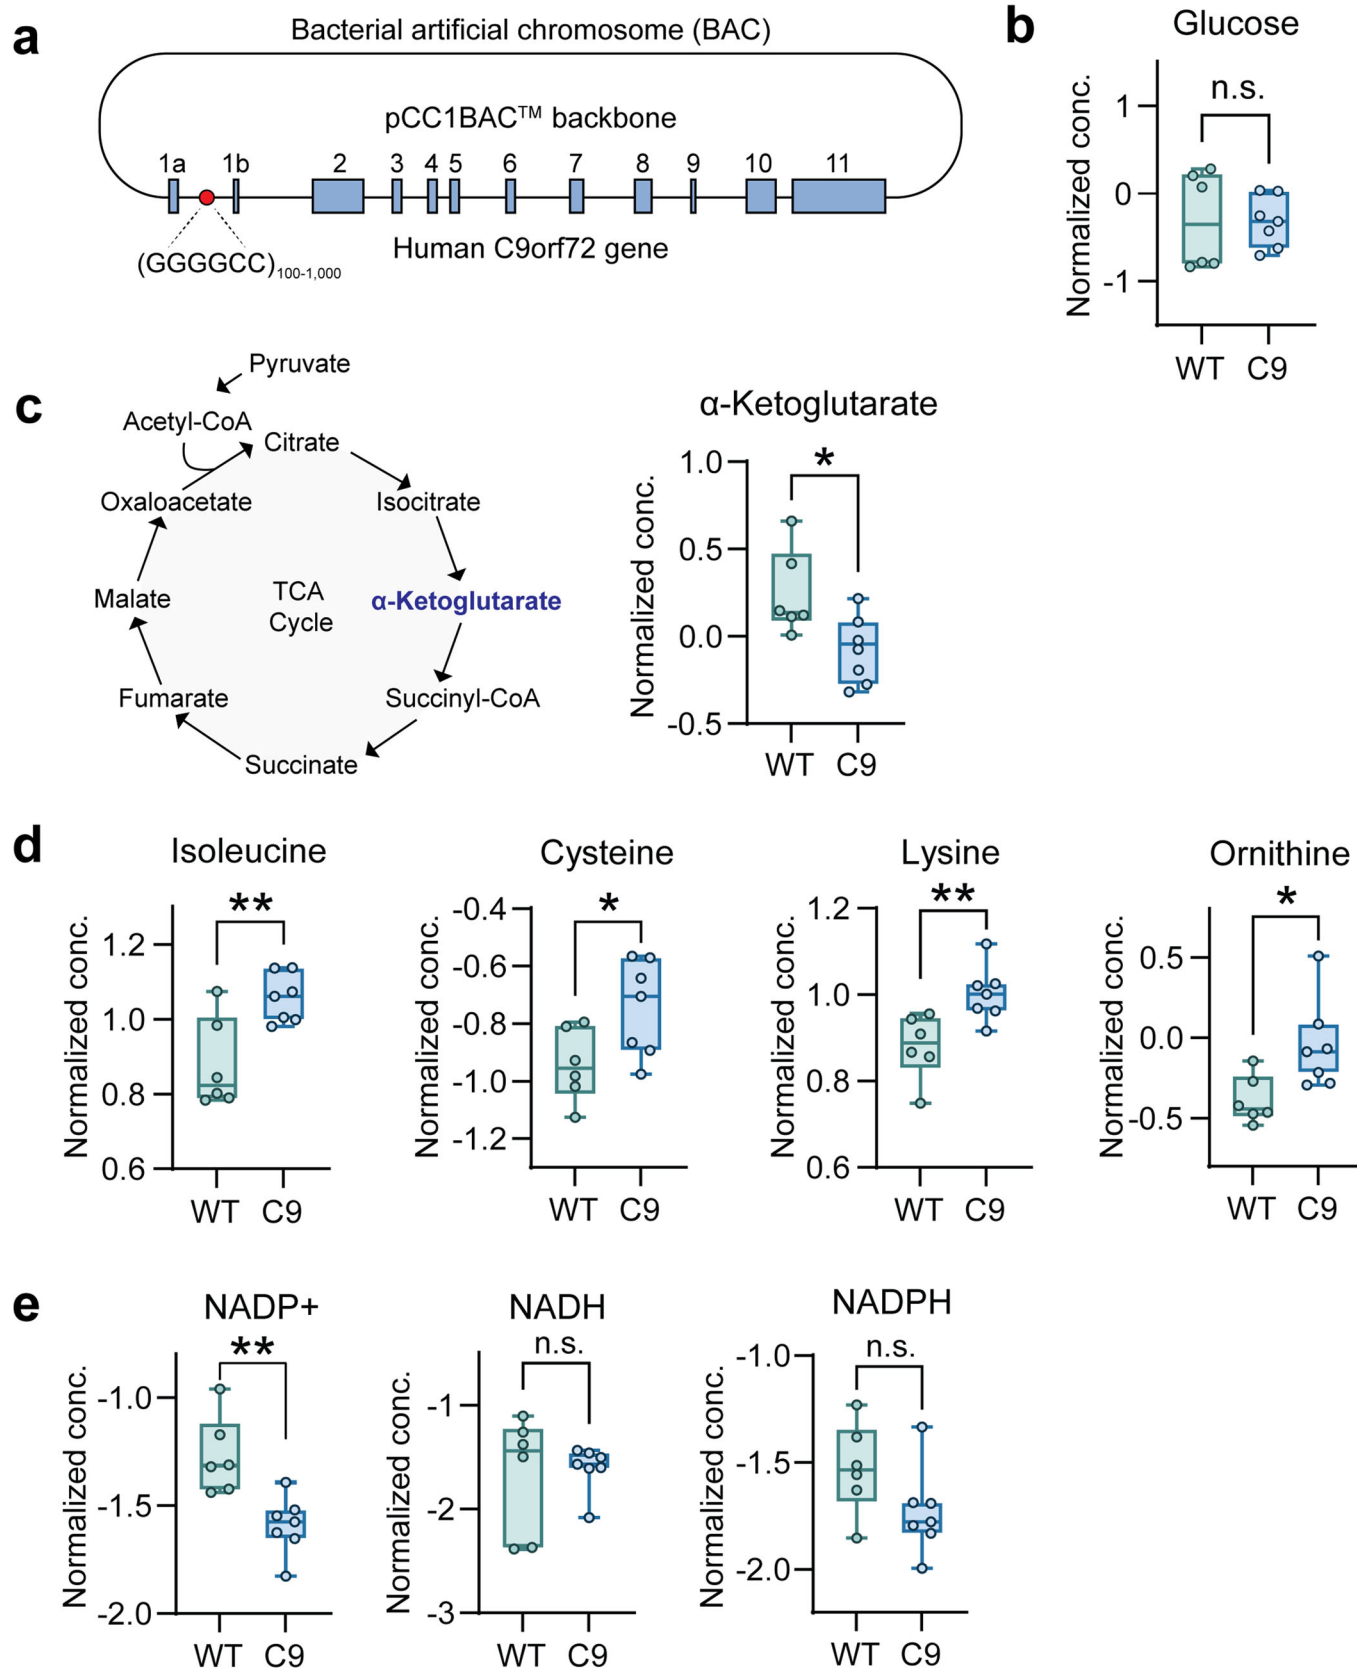 a
Bacterial artificial chromosome (BAC)
pCC1BAC™ backbone
1a 1b 2 3 4 5 6 7 8 9 10 11
(GGGGCC)100-1,000
Human C9orf72 gene
b
Glucose
n.s.
Normalized conc.
1
0
-1
WT C9
c
Pyruvate
Acetyl-CoA
Citrate
Oxaloacetate
Isocitrate
Malate
TCA
Cycle
α-Ketoglutarate
Fumarate
Succinyl-CoA
Succinate
α-Ketoglutarate
*
Normalized conc.
1.0
0.5
0.0
-0.5
WT C9
d
Isoleucine
**
Normalized conc.
1.2
1.0
0.8
0.6
WT C9
Cysteine
*
Normalized conc.
-0.4
-0.6
-0.8
-1.0
-1.2
WT C9
Lysine
**
Normalized conc.
1.2
1.0
0.8
0.6
WT C9
Ornithine
*
Normalized conc.
0.5
0.0
-0.5
WT C9
e
NADP+
**
Normalized conc.
-1.0
-1.5
-2.0
WT C9
NADH
n.s.
Normalized conc.
-1
-2
-3
WT C9
NADPH
n.s.
Normalized conc.
-1.0
-1.5
-2.0
WT C9